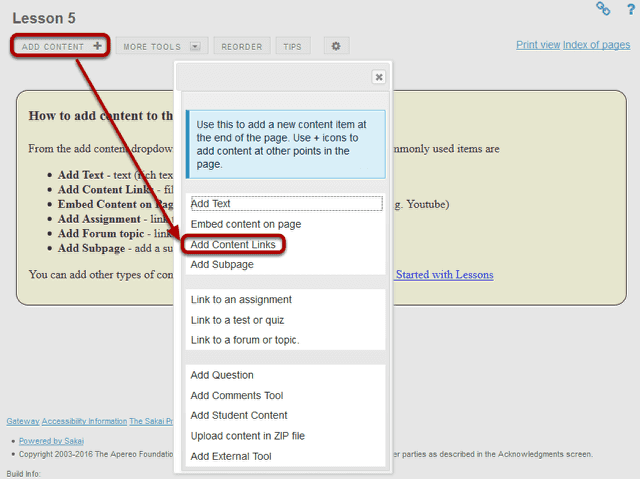 Lesson 5
?
ADD CONTENT +
MORE TOOLS
REORDER
TIPS
Print view Index of pages
How to add content to th
From the add content dropdow
mmonly used items are
• Add Text - text (rich tex
• Add Content Links - fil
• Embed Content on Pag
g. Youtube)
• Add Assignment - link
• Add Forum topic - link
• Add Subpage - add a su
You can add other types of con
Started with Lessons
Use this to add a new content item at
the end of the page. Use + icons to
add content at other points in the
page.
Add Text
Embed content on page
Add Content Links
Add Subpage
Link to an assignment
Link to a test or quiz
Link to a forum or topic.
Add Question
Add Comments Tool
Add Student Content
Upload content in ZIP file
Add External Tool
Gateway Accessibility Information The Sakai Pr
• Powered by Sakai
• Copyright 2003-2016 The Apereo Foundation
er parties as described in the Acknowledgments screen.
Build Info: